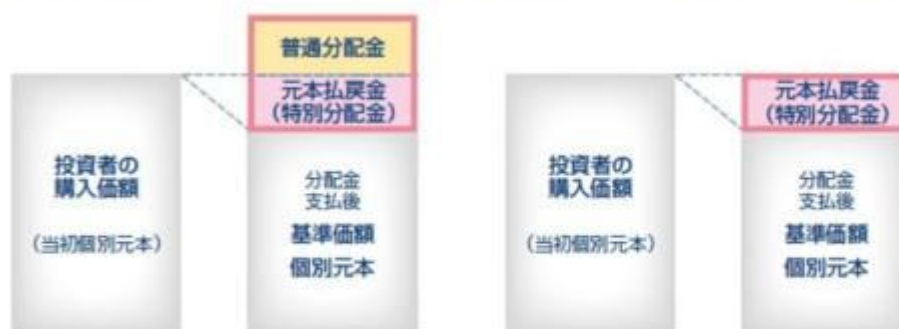 普通分配金
元本払戻金
(特別分配金)
投資者の
購入価額
(当初個別元本)
分配金
支払後
基準価額
個別元本
元本払戻金
(特別分配金)
投資者の
購入価額
(当初個別元本)
分配金
支払後
基準価額
個別元本